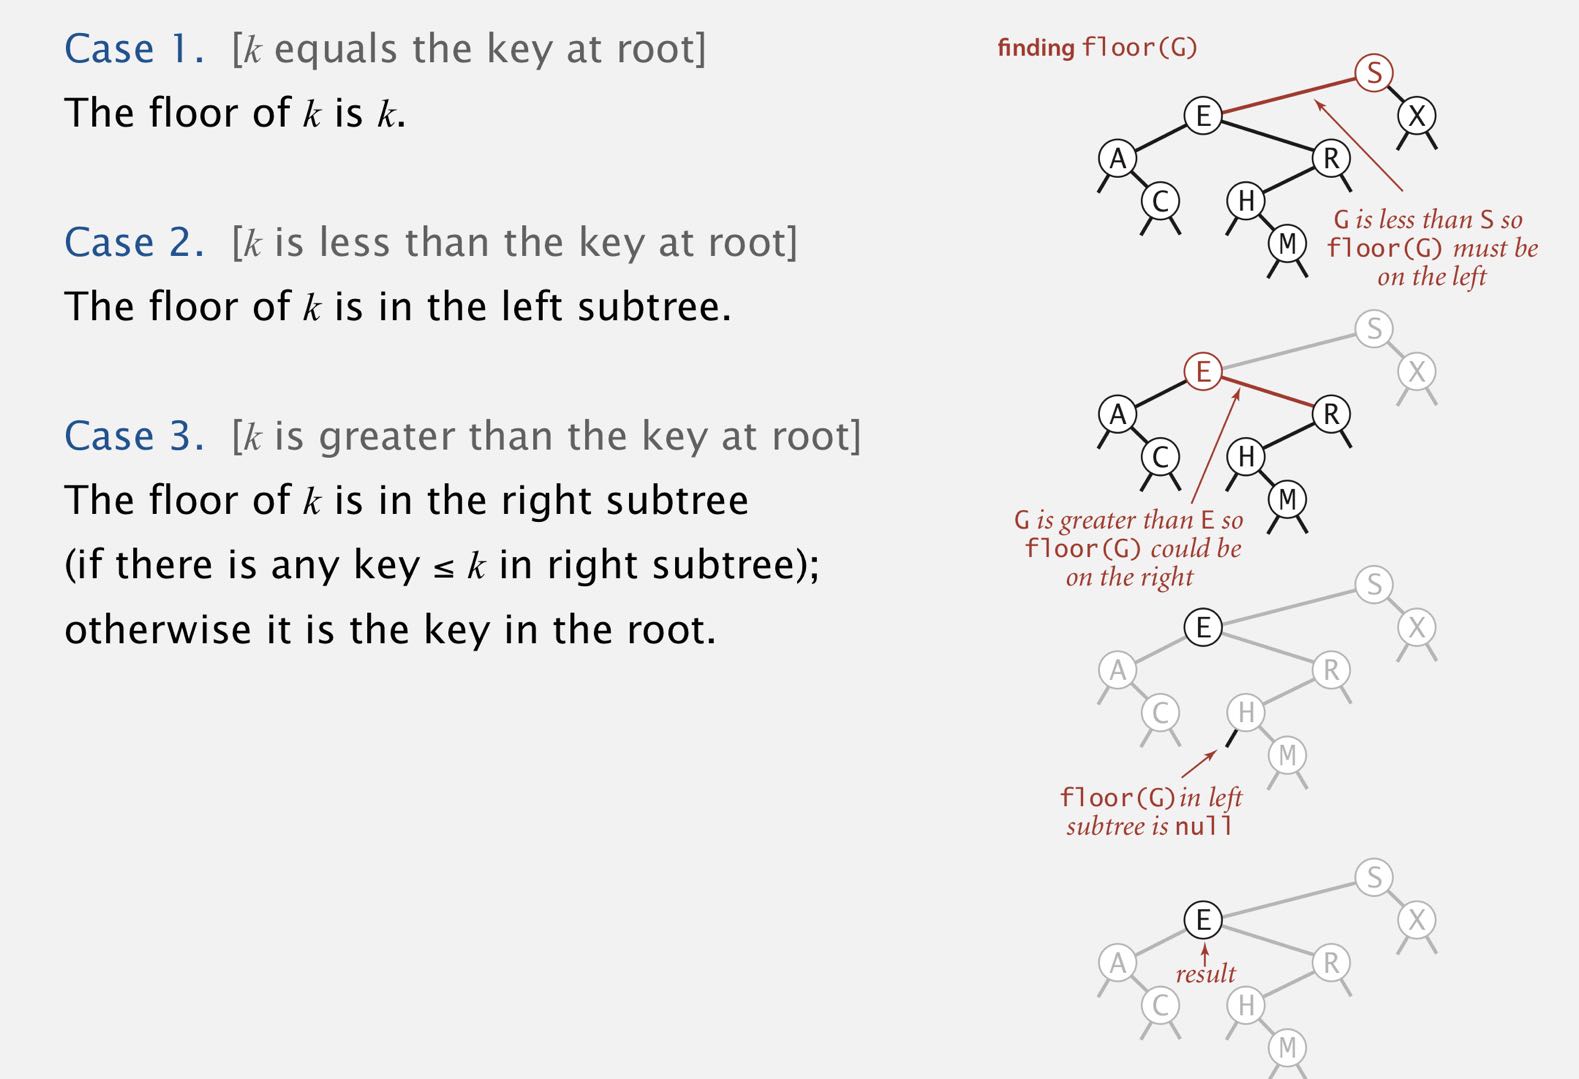 Case 1. [k equals the key at root]
The floor of k is k.
Case 2. [k is less than the key at root]
The floor of k is in the left subtree.
Case 3. [k is greater than the key at root]
The floor of k is in the right subtree
(if there is any key ≤ k in right subtree);
otherwise it is the key in the root.
finding floor(G)
S
E
X
A
R
C
H
M
G is less than S so
floor(G) must be
on the left
S
E
X
A
R
C
H
M
G is greater than E so
floor(G) could be
on the right
S
E
X
A
R
C
H
M
floor(G) in left
subtree is null
S
E
X
A
R
result
C
H
M